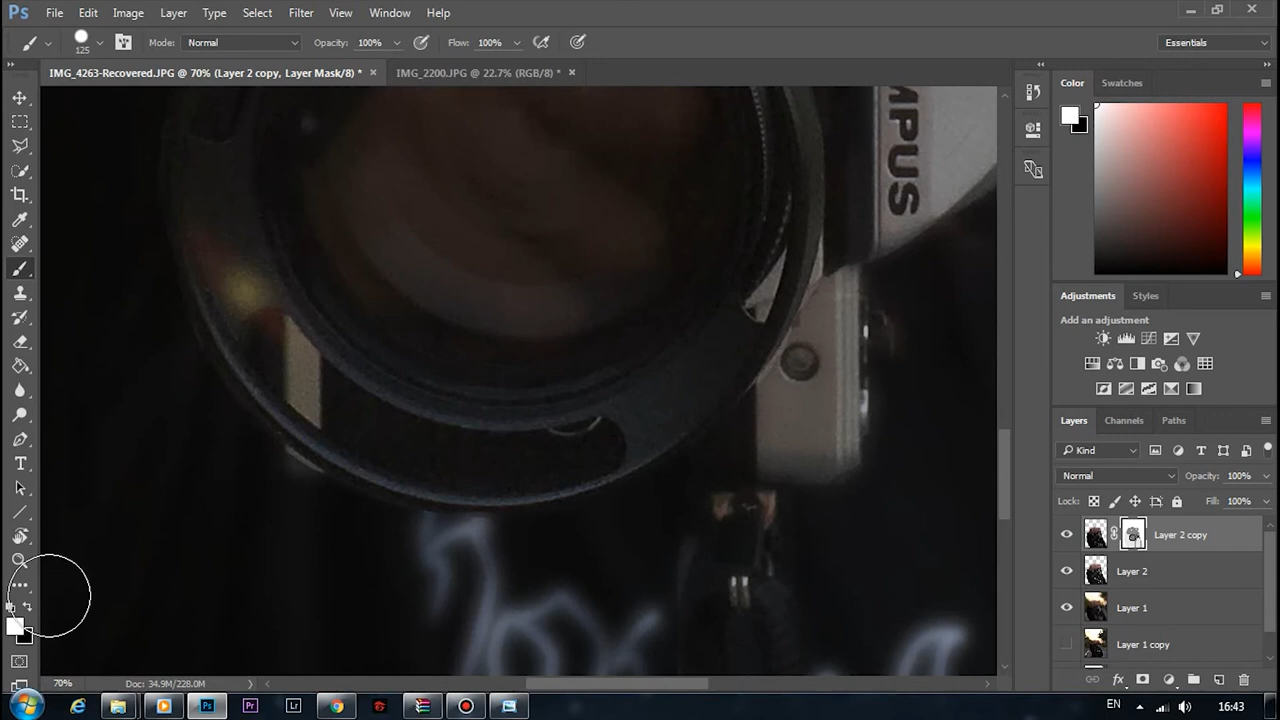 Ps File Edit Image Layer Type Select Filter View Window Help
125 Mode: Normal Opacity: 100% Flow: 100% Essentials
IMG_4263-Recovered.JPG @ 70% (Layer 2 copy, Layer Mask/8) * IMG_2200.JPG @ 22.7% (RGB/8) *
Color Swatches
MPUS
Adjustments Styles
Add an adjustment
Layers Channels Paths
Kind
Normal Opacity: 100%
Lock: Fill: 100%
Layer 2 copy
Layer 2
Layer 1
Layer 1 copy
70% Doc: 34.9M/228.0M
Ps Pr Lr EN 16:43